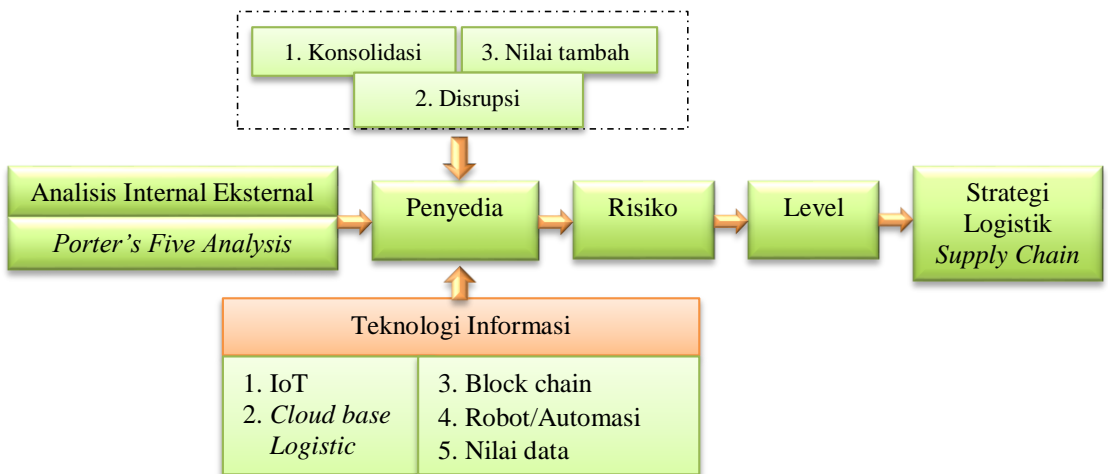 1. Konsolidasi
3. Nilai tambah
2. Disrupsi
Analisis Internal Eksternal
Porter’s Five Analysis
Penyedia
Risiko
Level
Strategi
Logistik
Supply Chain
Teknologi Informasi
1. IoT
2. Cloud base
Logistic
3. Block chain
4. Robot/Automasi
5. Nilai data